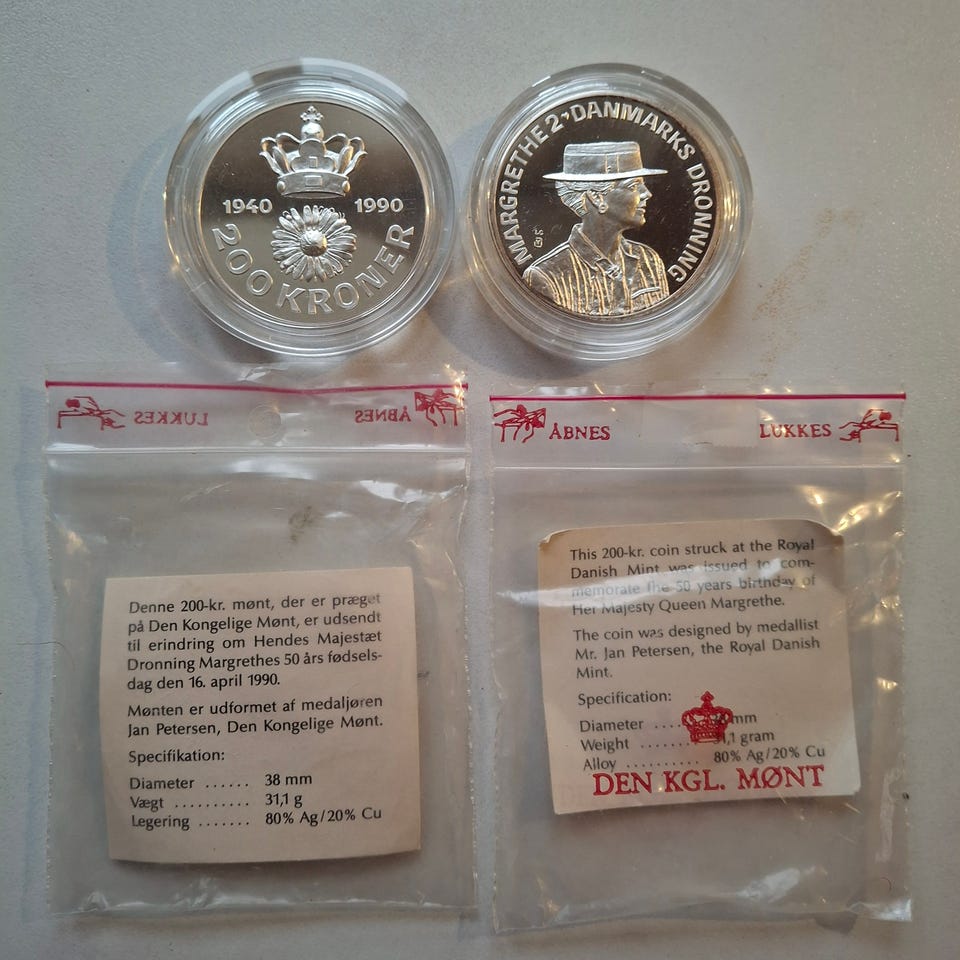 1940 1990
200 KRONER
MARGRETHE 2 · DANMARKS DRONNING
LUKKES ÅBNES
ÅBNES LUKKES
Denne 200-kr. mønt, der er præget
på Den Kongelige Mønt, er udsendt
til erindring om Hendes Majestæt
Dronning Margrethes 50 års fødsels-
dag den 16. april 1990.
Mønten er udformet af medaljøren
Jan Petersen, Den Kongelige Mønt.
Specifikation:
Diameter ...... 38 mm
Vægt .......... 31,1 g
Legering ....... 80% Ag/20% Cu
This 200-kr. coin struck at the Royal
Danish Mint was issued to com-
memorate the 50 years birthday of
Her Majesty Queen Margrethe.
The coin was designed by medallist
Mr. Jan Petersen, the Royal Danish
Mint.
Specification:
Diameter .... mm
Weight ....... 31,1 gram
Alloy .......... 80% Ag/20% Cu
DEN KGL. MØNT